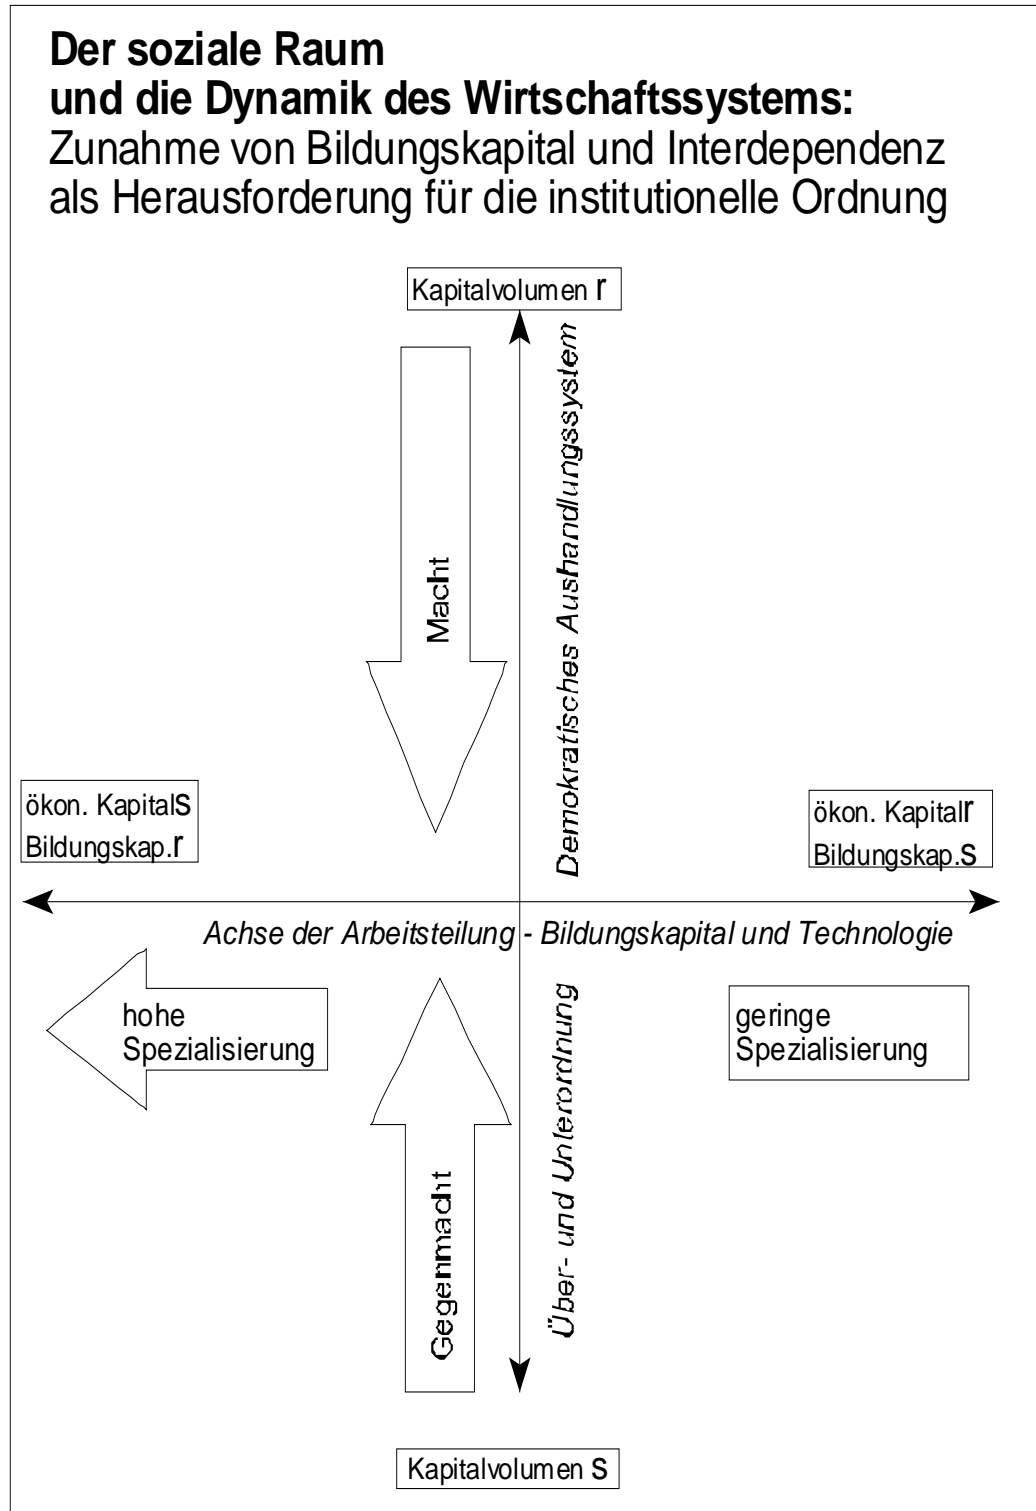 Der soziale Raum
und die Dynamik des Wirtschaftssystems:
Zunahme von Bildungskapital und Interdependenz
als Herausforderung für die institutionelle Ordnung
Kapitalvolumen r
Macht
Demokratisches Aushandlungssystem
ökon. Kapitals
Bildungskap.r
ökon. Kapitalr
Bildungskap.s
Achse der Arbeitsteilung - Bildungskapital und Technologie
hohe
Spezialisierung
geringe
Spezialisierung
Gegenmacht
Über- und Unterordnung
Kapitalvolumen s